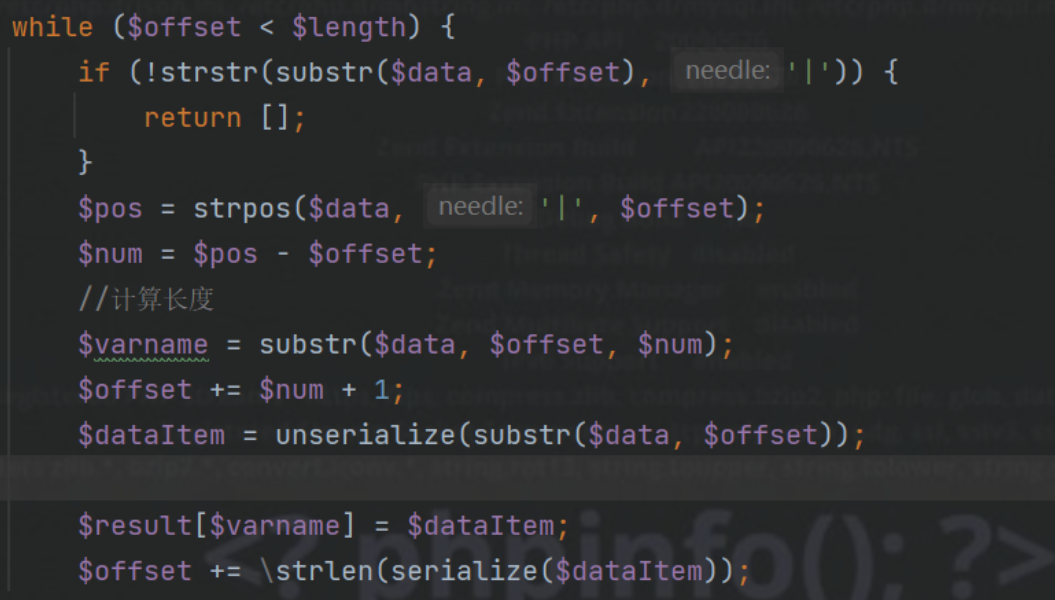 while ($offset < $length) {
if (!strstr(substr($data, $offset), needle: '|')) {
return [];
}
$pos = strpos($data, needle: '|', $offset);
$num = $pos - $offset;
//计算长度
$varname = substr($data, $offset, $num);
$offset += $num + 1;
$dataItem = unserialize(substr($data, $offset));
$result[$varname] = $dataItem;
$offset += \strlen(serialize($dataItem));
<? phpinfo(); ?>